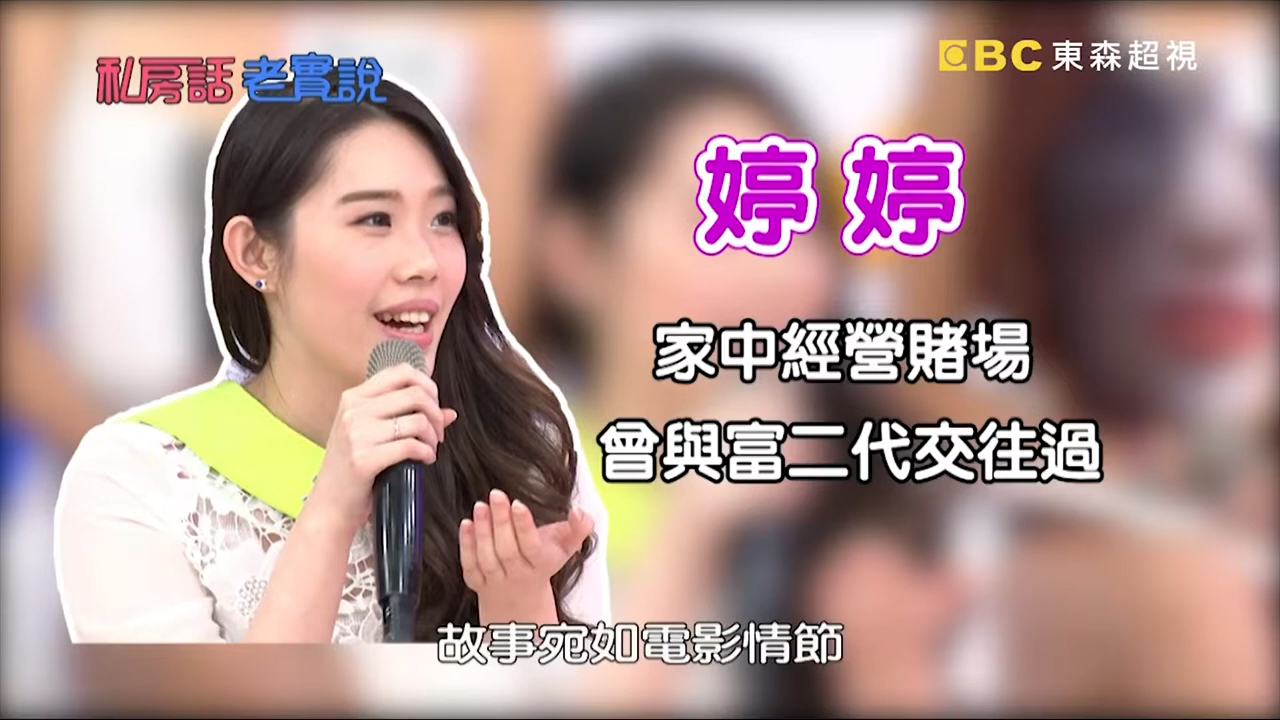 私房話 老實說
EBC 東森超視
婷婷
家中經營賭場
曾與富二代交往過
故事宛如電影情節